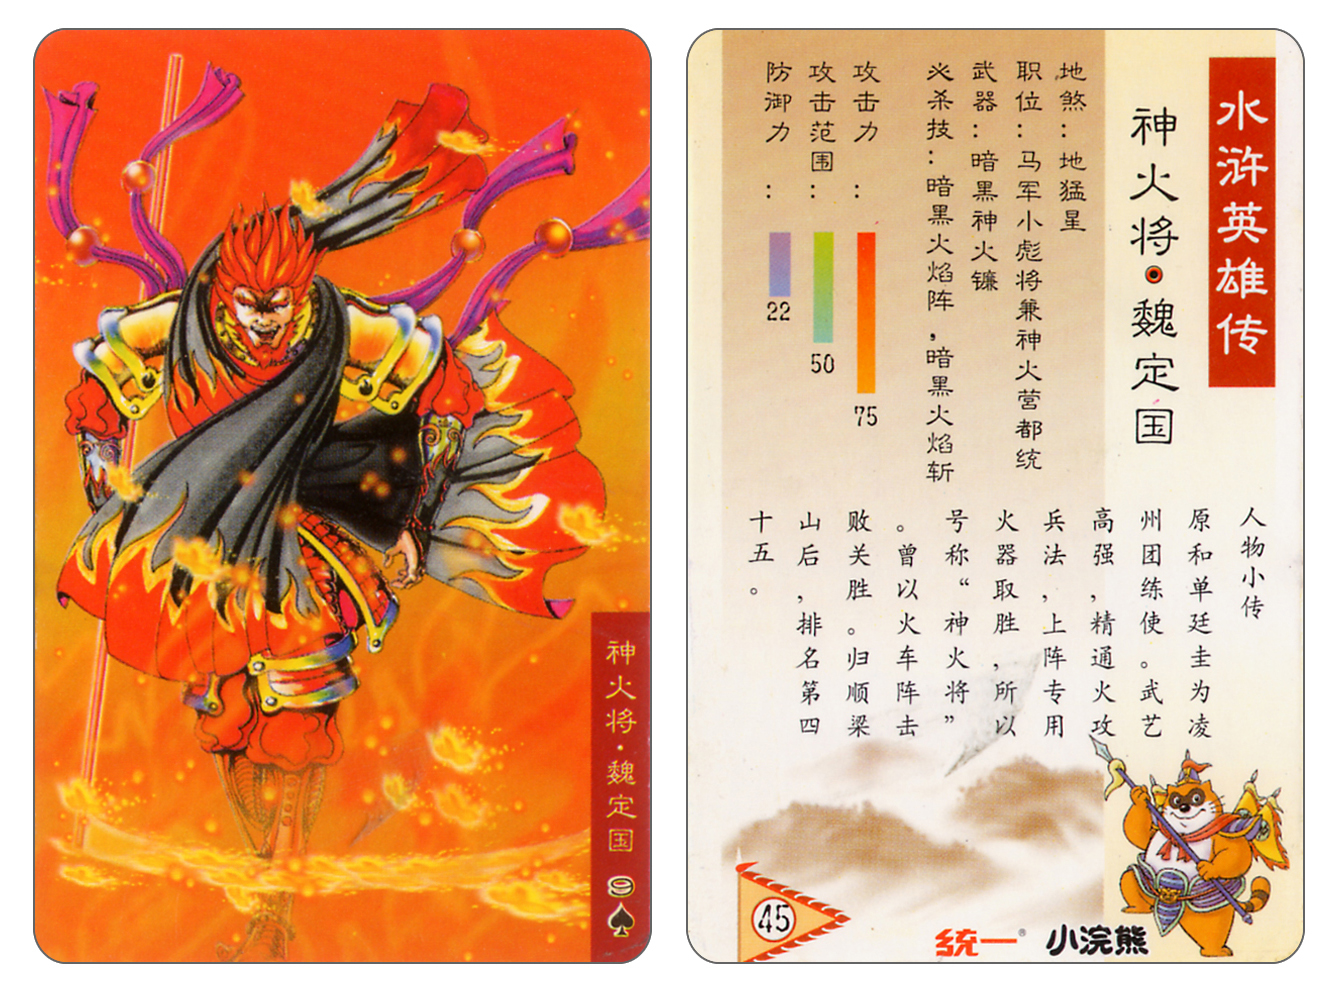 神火将·魏定国
9
水浒英雄传
神火将·魏定国
地煞：地猛星
职位：马军小彪将兼神火营都统
武器：暗黑神火镰
必杀技：暗黑火焰阵，暗黑火焰斩
攻击力：
75
攻击范围：
50
防御力：
22
人物小传
原和单廷圭为凌
州团练使。武艺
高强，精通火攻
兵法，上阵专用
火器取胜，所以
号称“神火将”
。曾以火车阵击
败关胜。归顺梁
山后，排名第四
十五。
45
统一®
小浣熊